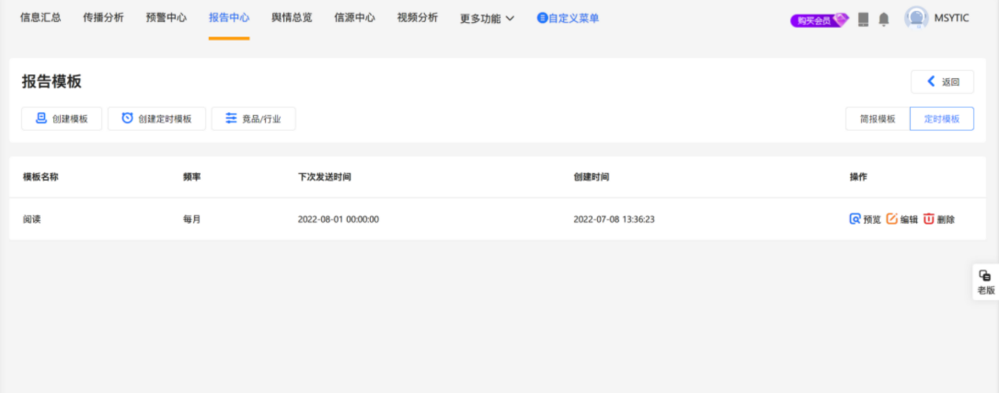 信息汇总 传播分析 预警中心 报告中心 舆情总览 信源中心 视频分析 更多功能 自定义菜单 购买会员 MSYTIC
报告模板 返回
创建模板 创建定时模板 竞品/行业 简报模板 定时模板
模板名称 频率 下次发送时间 创建时间 操作
阅读 每月 2022-08-01 00:00:00 2022-07-08 13:36:23 预览 编辑 删除
老版